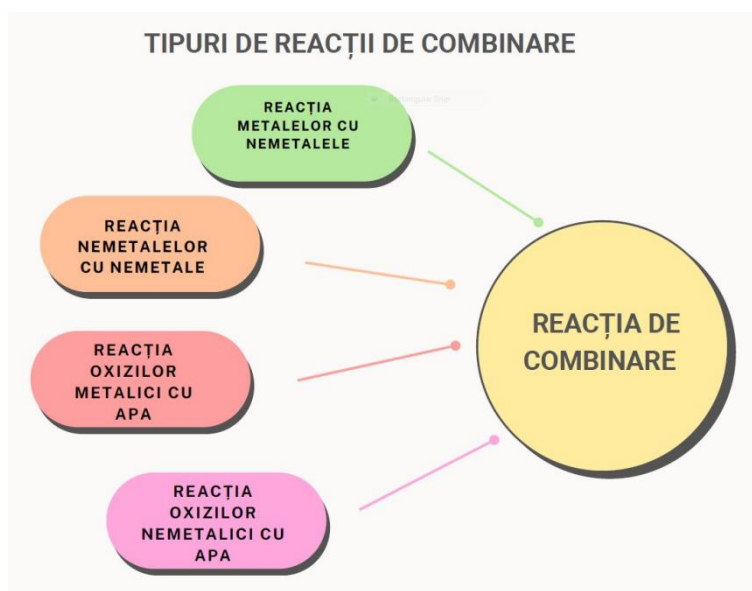 TIPURI DE REACȚII DE COMBINARE
REACȚIA
METALELOR CU
NEMETALELE
REACȚIA
NEMETALELOR
CU NEMETALE
REACȚIA
OXIZILOR
METALICI CU
APA
REACȚIA
OXIZILOR
NEMETALICI CU
APA
REACȚIA DE
COMBINARE